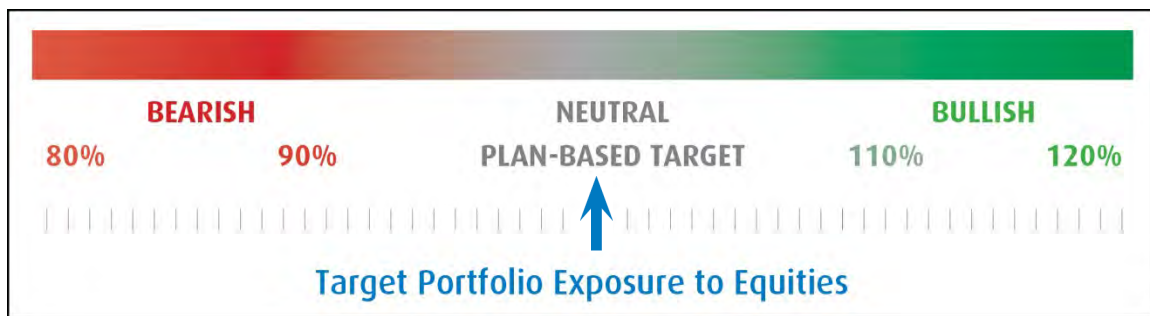 BEARISH NEUTRAL BULLISH
80% 90% PLAN-BASED TARGET 110% 120%
Target Portfolio Exposure to Equities